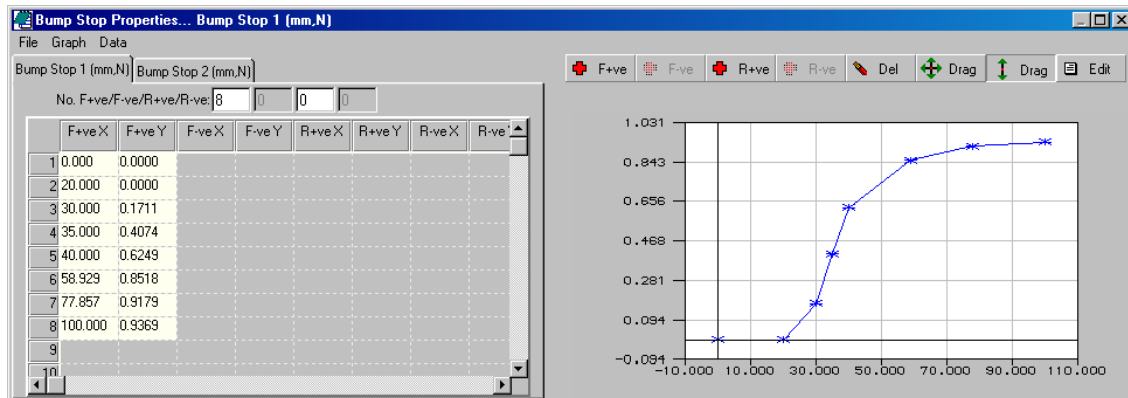 Bump Stop Properties... Bump Stop 1 (mm,N)
File Graph Data
Bump Stop 1 (mm,N) Bump Stop 2 (mm,N)
F+ve F-ve R+ve R-ve Del Drag Drag Edit
No. F+ve/F-ve/R+ve/R-ve: 8 0 0 0
F+ve X F+ve Y F-ve X F-ve Y R+ve X R+ve Y R-ve X R-ve
1 0.000 0.0000
2 20.000 0.0000
3 30.000 0.1711
4 35.000 0.4074
5 40.000 0.6249
6 58.929 0.8518
7 77.857 0.9179
8 100.000 0.9369
9
10
1.031
0.843
0.656
0.468
0.281
0.094
-0.094
-10.000 10.000 30.000 50.000 70.000 90.000 110.000